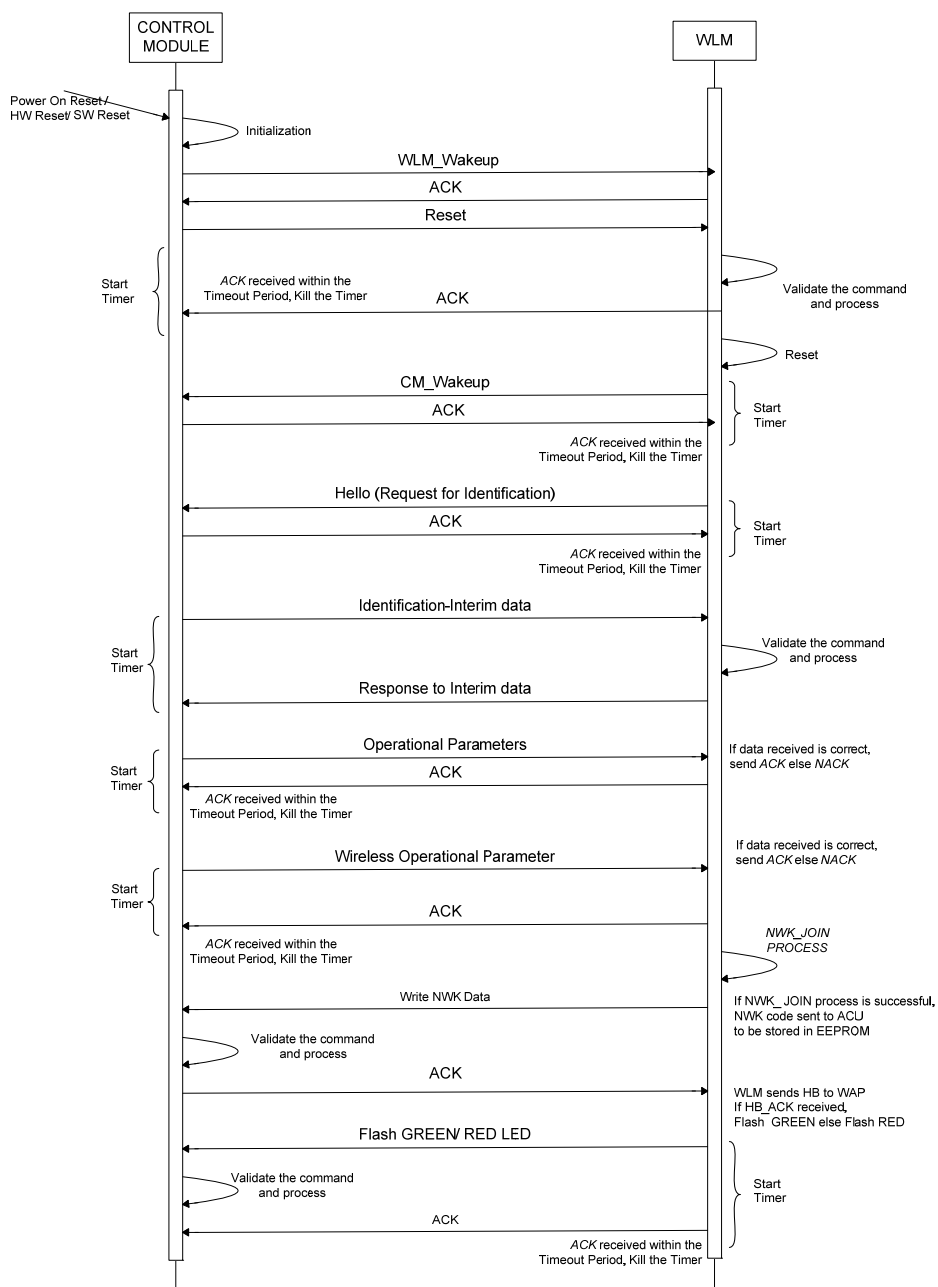 CONTROL
MODULE
WLM
Power On Reset /
HW Reset/ SW Reset
Initialization
WLM_Wakeup
ACK
Reset
Start
Timer
ACK received within the
Timeout Period, Kill the Timer
ACK
Validate the command
and process
Reset
CM_Wakeup
ACK
Start
Timer
ACK received within the
Timeout Period, Kill the Timer
Hello (Request for Identification)
ACK
Start
Timer
ACK received within the
Timeout Period, Kill the Timer
Identification-Interim data
Start
Timer
Validate the command
and process
Response to Interim data
Operational Parameters
If data received is correct,
send ACK else NACK
Start
Timer
ACK
ACK received within the
Timeout Period, Kill the Timer
Wireless Operational Parameter
If data received is correct,
send ACK else NACK
Start
Timer
ACK
ACK received within the
Timeout Period, Kill the Timer
NWK_JOIN
PROCESS
Write NWK Data
If NWK_ JOIN process is successful,
NWK code sent to ACU
to be stored in EEPROM
Validate the command
and process
ACK
WLM sends HB to WAP
If HB_ACK received,
Flash GREEN else Flash RED
Flash GREEN/ RED LED
Validate the command
and process
Start
Timer
ACK
ACK received within the
Timeout Period, Kill the Timer